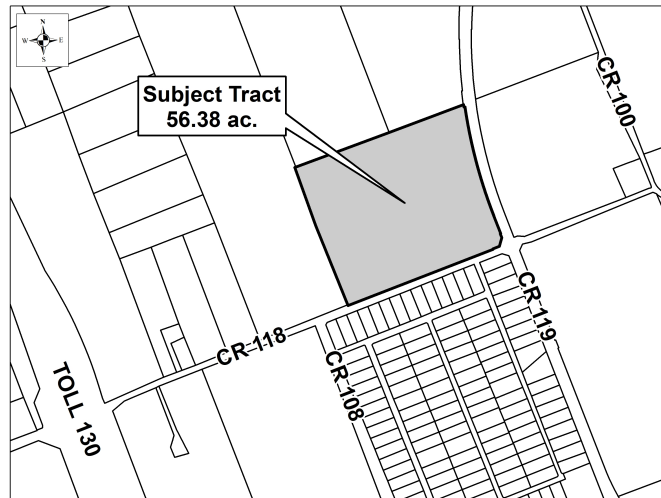 N
W E
S
Subject Tract
56.38 ac.
CR 100
CR 119
CR 118
CR 108
TOLL 130